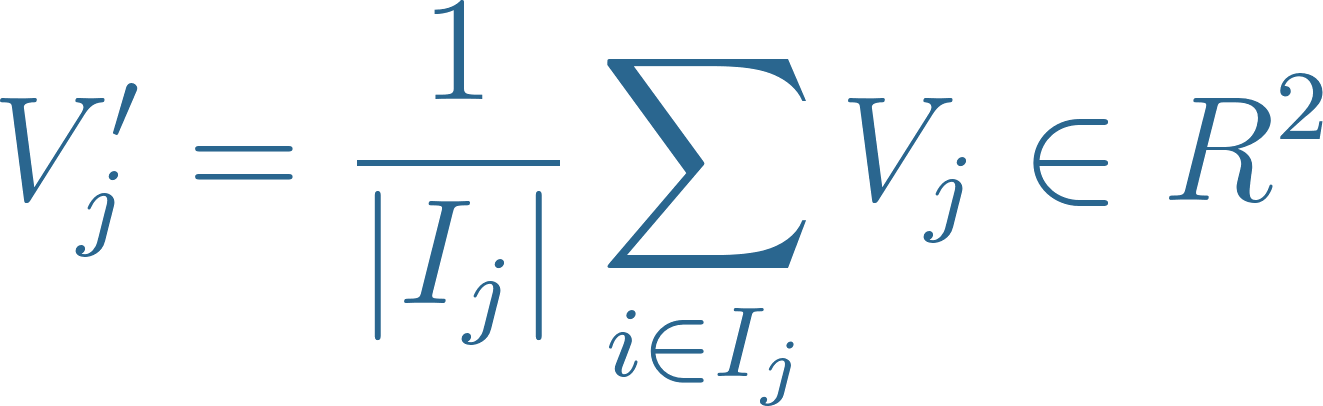 V'_j = \frac{1}{|I_j|} \sum_{i \in I_j} V_j \in R^2